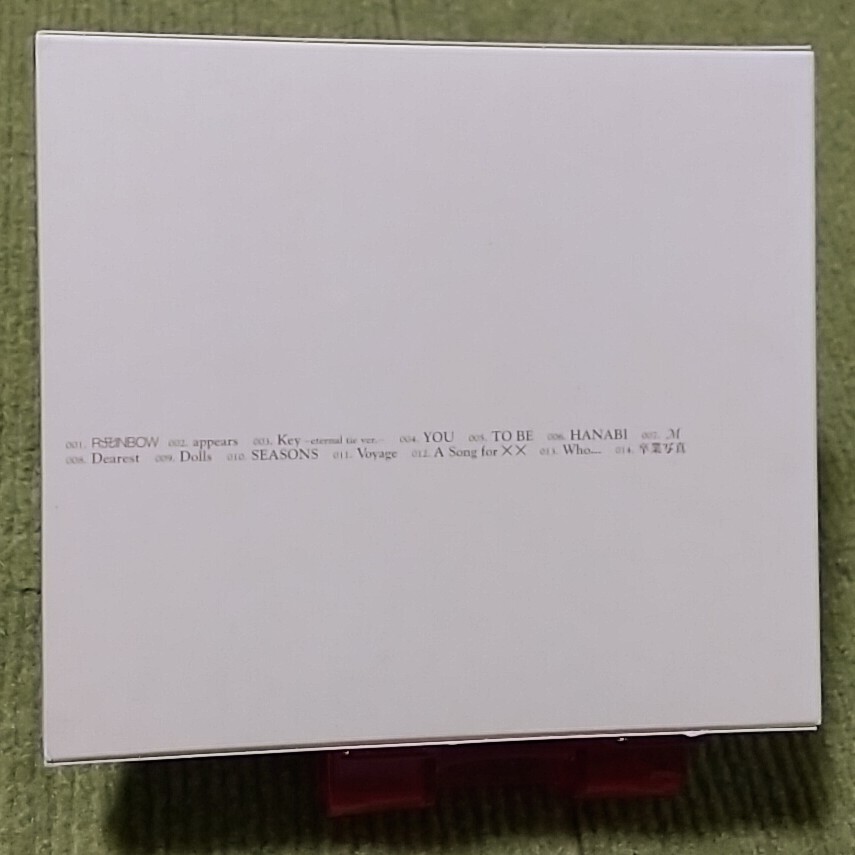 001. RAINBOW 002. appears 003. Key ~eternal tie ver.~ 004. YOU 005. TO BE 006. HANABI 007. M
008. Dearest 009. Dolls 010. SEASONS 011. Voyage 012. A Song for ×× 013. Who... 014. 卒業写真